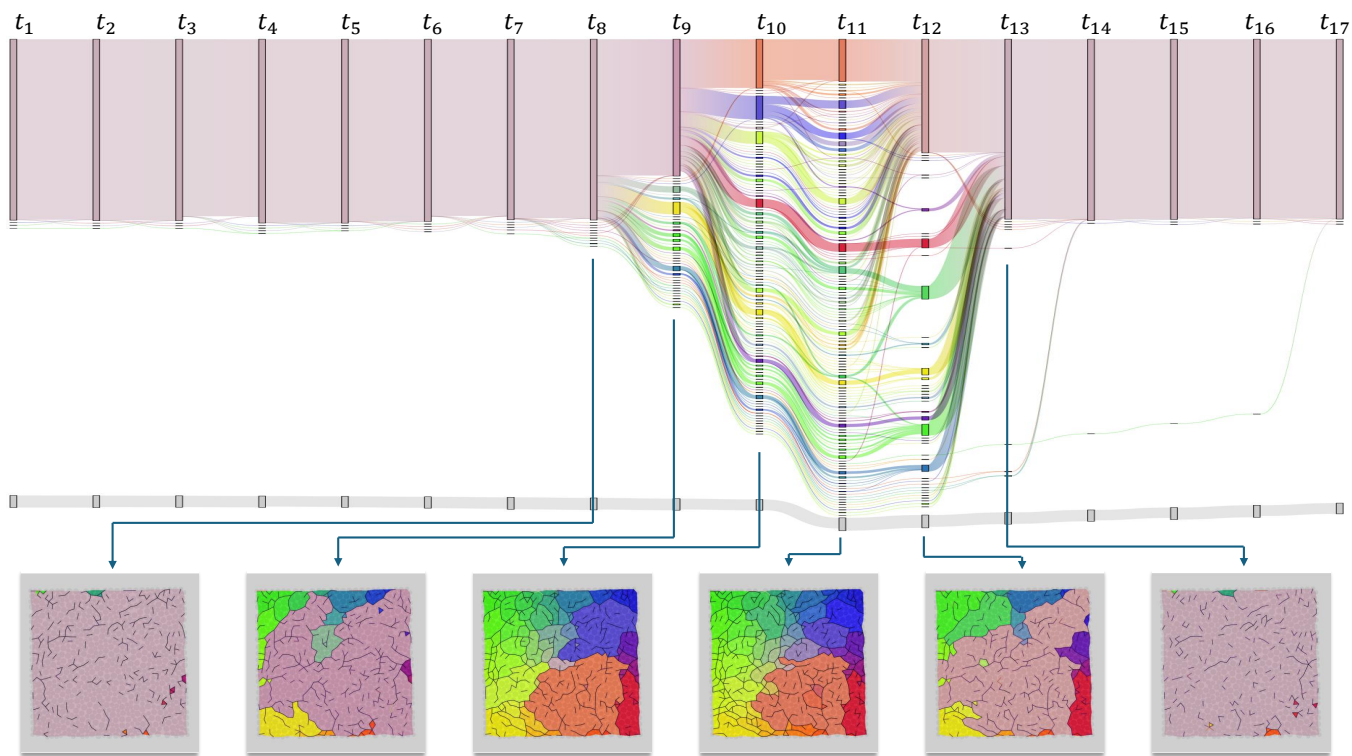 t₁ t₂ t₃ t₄ t₅ t₆ t₇ t₈ t₉ t₁₀ t₁₁ t₁₂ t₁₃ t₁₄ t₁₅ t₁₆ t₁₇